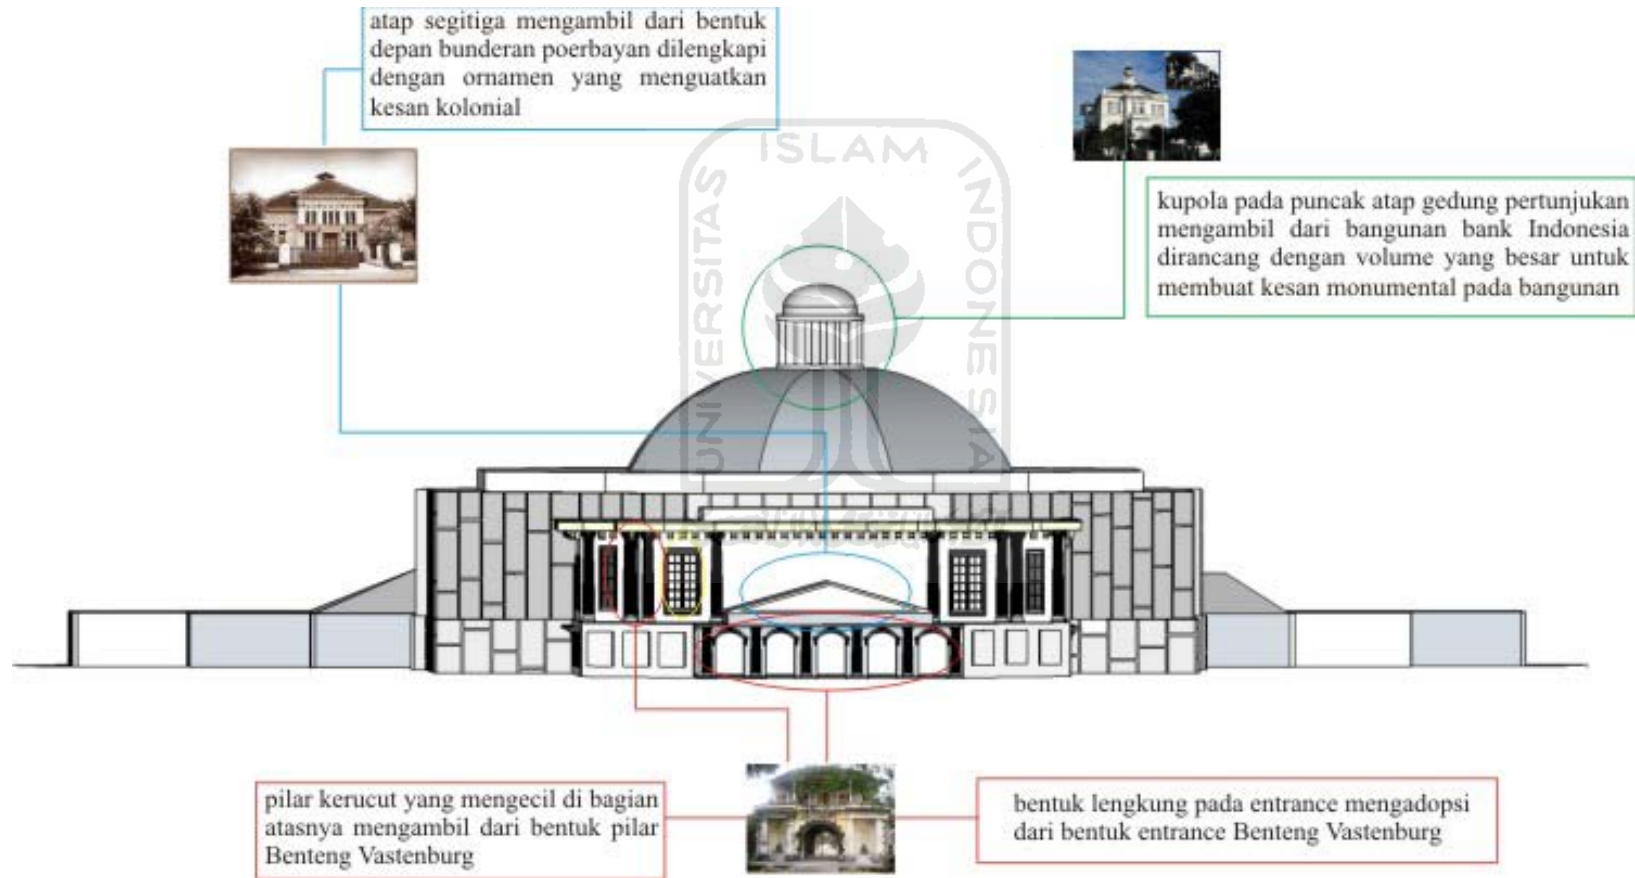 atap segitiga mengambil dari bentuk
depan bunderan poerbayan dilengkapi
dengan ornamen yang menguatkan
kesan kolonial
kupola pada puncak atap gedung pertunjukan
mengambil dari bangunan bank Indonesia
dirancang dengan volume yang besar untuk
membuat kesan monumental pada bangunan
UNIVERSITAS
ISLAM
INDONESIA
pilar kerucut yang mengecil di bagian
atasnya mengambil dari bentuk pilar
Benteng Vastenburg
bentuk lengkung pada entrance mengadopsi
dari bentuk entrance Benteng Vastenburg